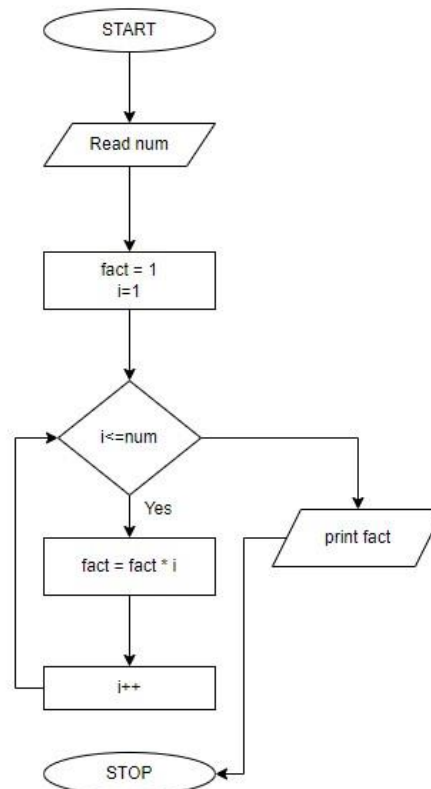 START
Read num
fact = 1
i=1
i<=num
Yes
fact = fact * i
print fact
i++
STOP